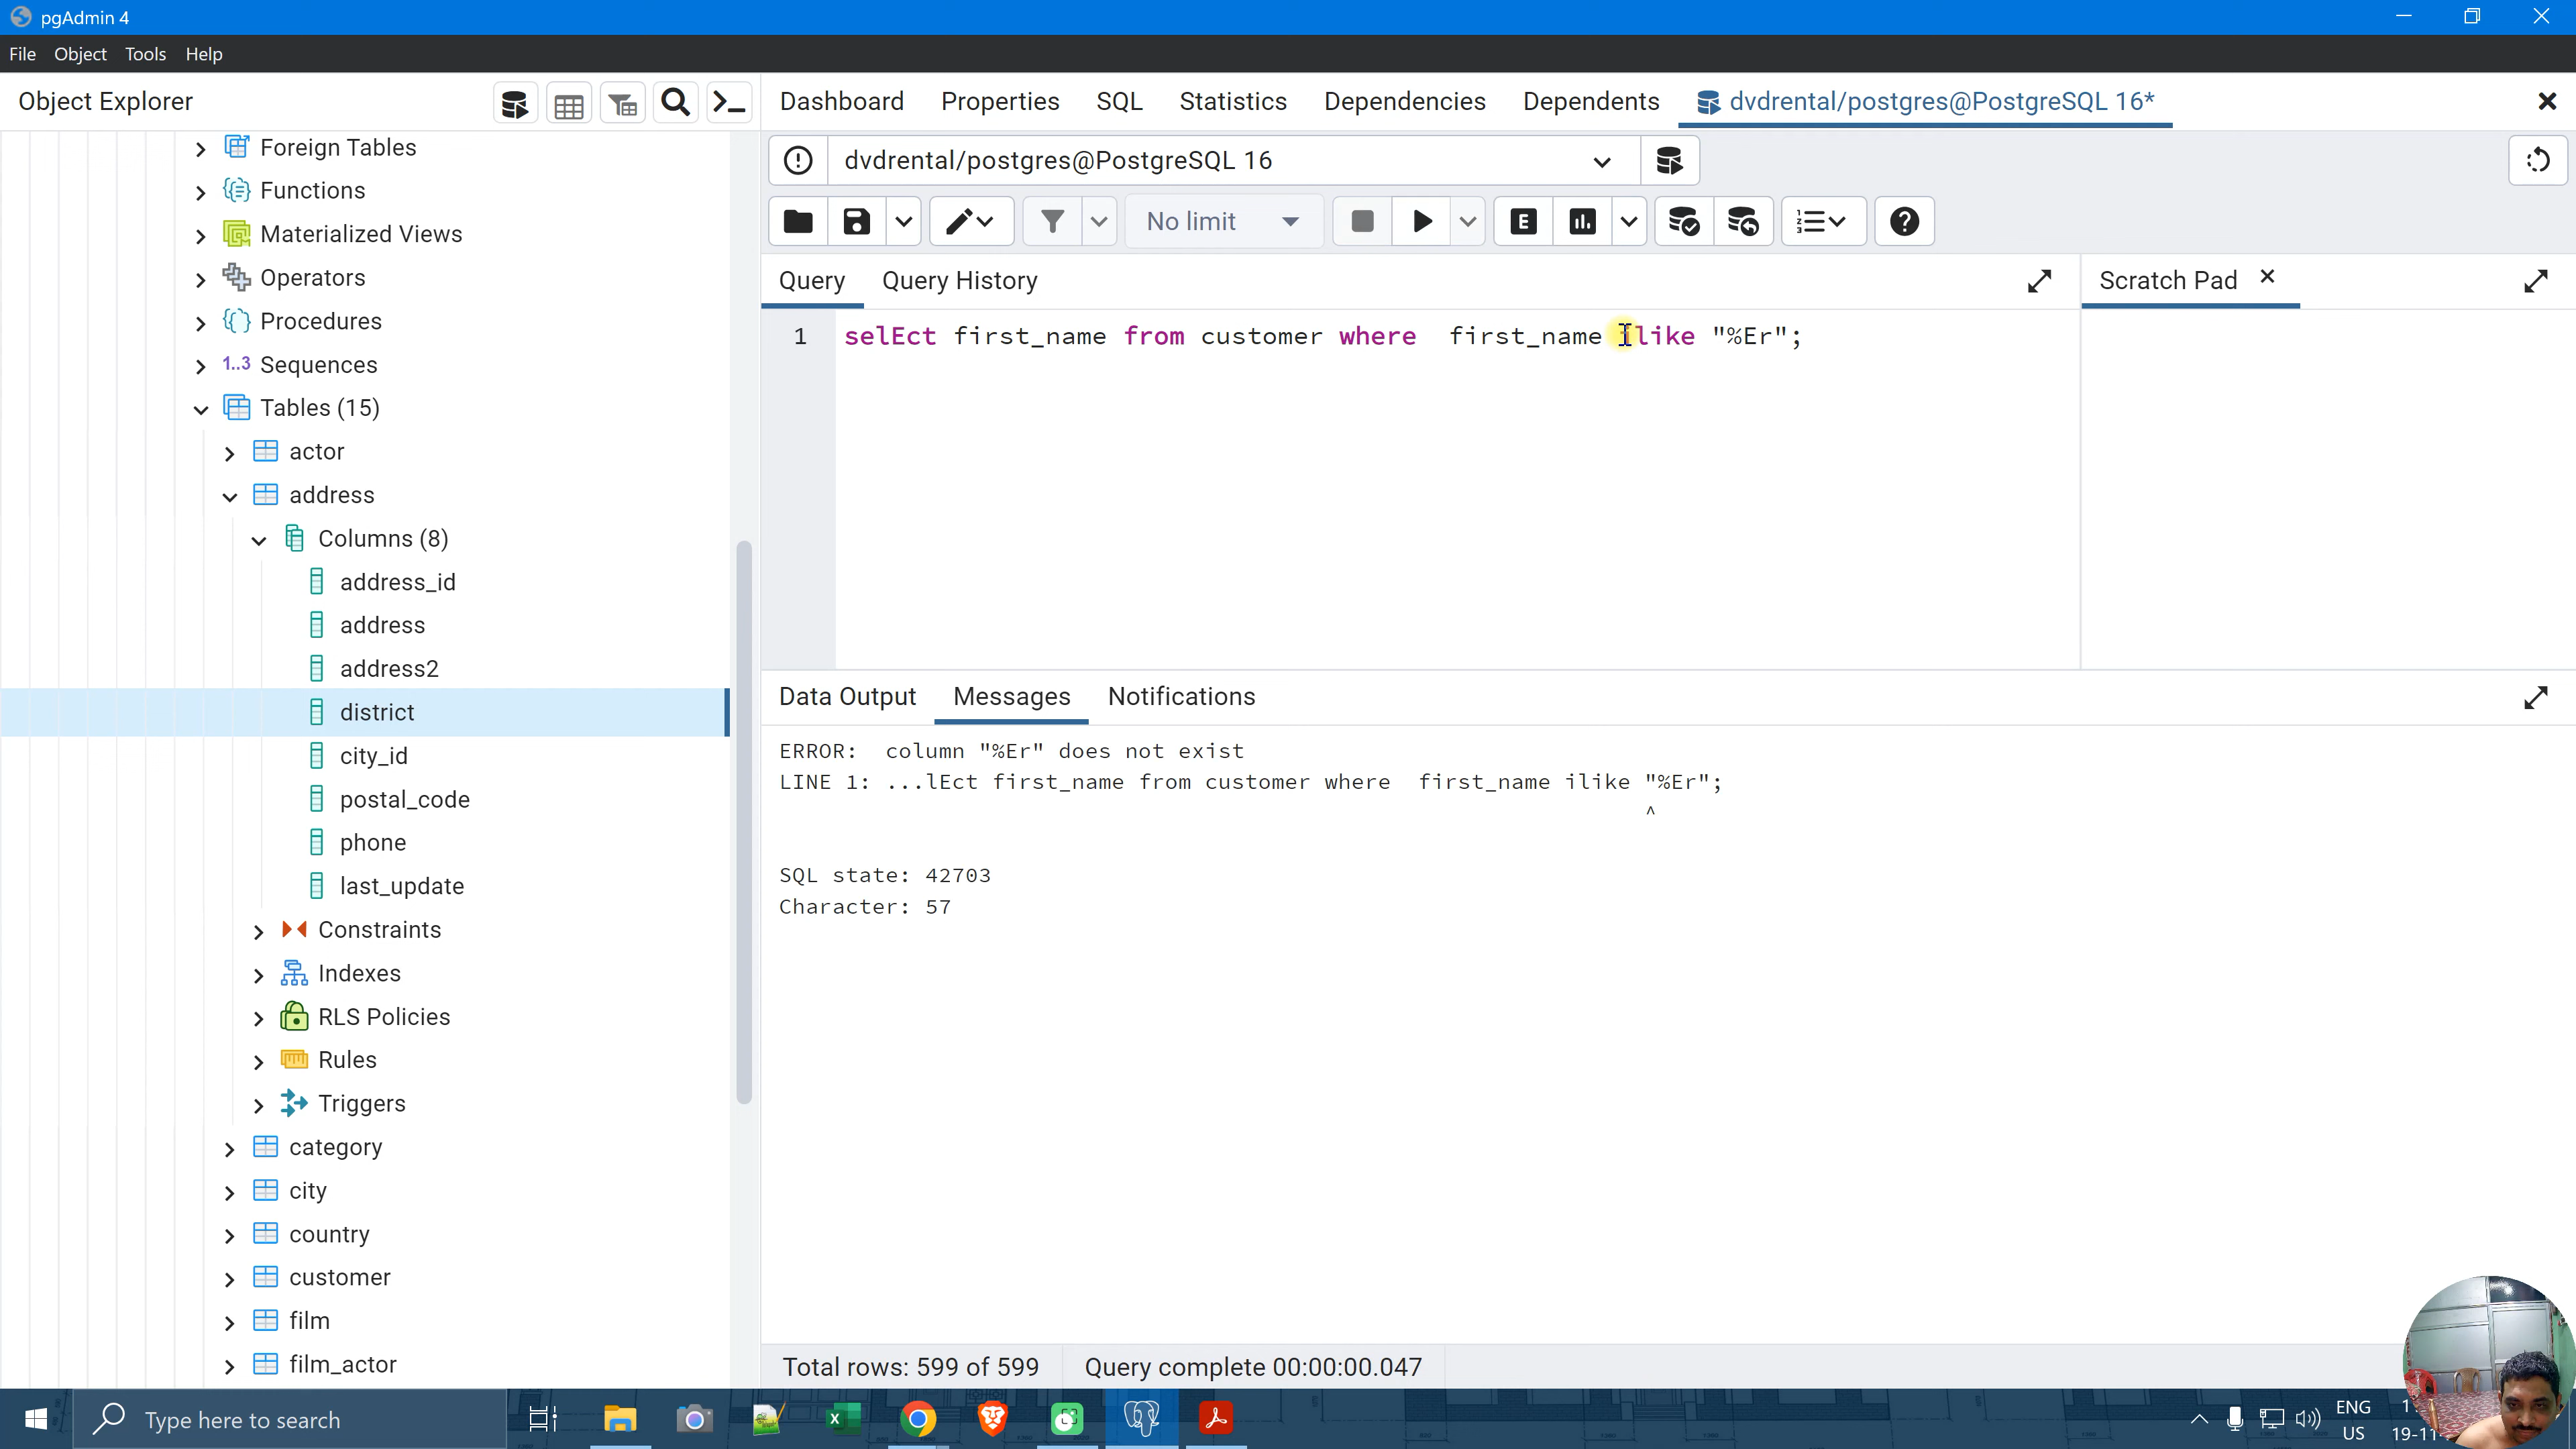 pgAdmin 4
File Object Tools Help
Object Explorer
Dashboard Properties SQL Statistics Dependencies Dependents dvdrental/postgres@PostgreSQL 16*
Foreign Tables
Functions
Materialized Views
Operators
Procedures
1..3 Sequences
Tables (15)
actor
address
Columns (8)
address_id
address
address2
district
city_id
postal_code
phone
last_update
Constraints
Indexes
RLS Policies
Rules
Triggers
category
city
country
customer
film
film_actor
dvdrental/postgres@PostgreSQL 16
No limit
E
Query Query History
Scratch Pad
1 selEct first_name from customer where  first_name ilike "%Er";
Data Output Messages Notifications
ERROR:  column "%Er" does not exist
LINE 1: ...lEct first_name from customer where  first_name ilike "%Er";
^
SQL state: 42703
Character: 57
Total rows: 599 of 599 Query complete 00:00:00.047
Type here to search
ENG
US